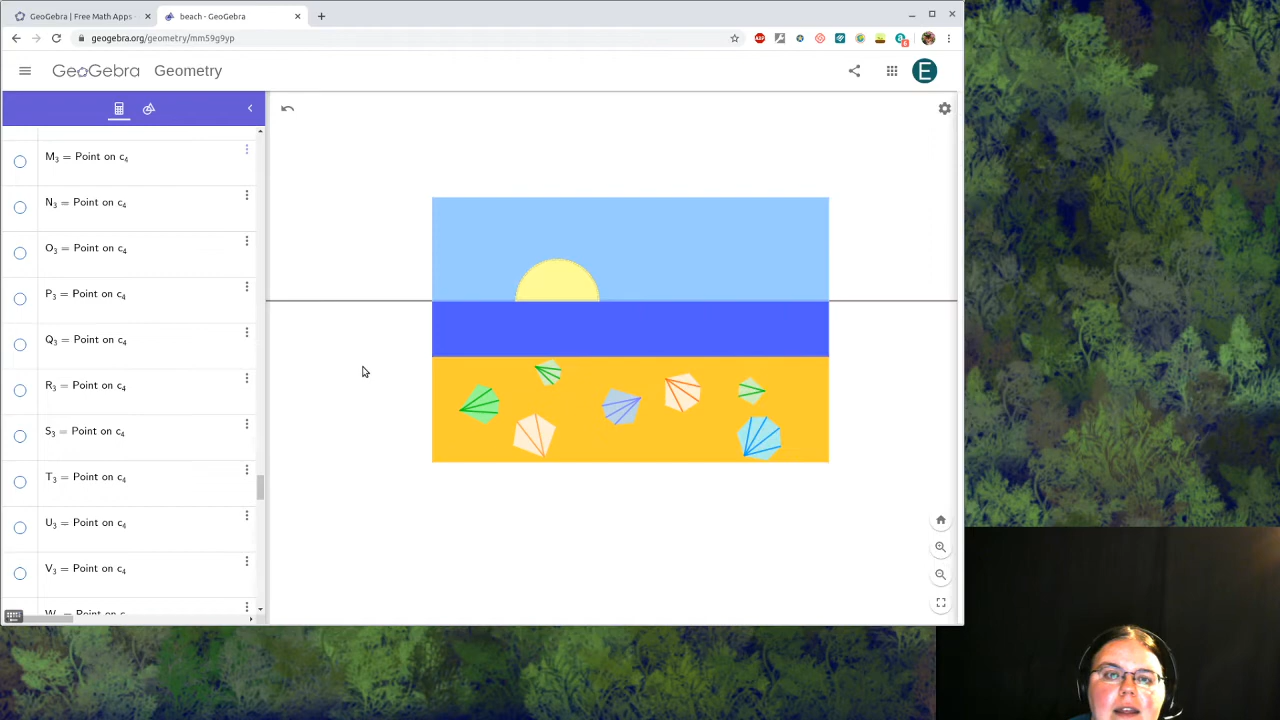 GeoGebra | Free Math Apps
beach - GeoGebra
geogebra.org/geometry/mm59g9yp
GeoGebra Geometry
E
M₃ = Point on c₄
N₃ = Point on c₄
O₃ = Point on c₄
P₃ = Point on c₄
Q₃ = Point on c₄
R₃ = Point on c₄
S₃ = Point on c₄
T₃ = Point on c₄
U₃ = Point on c₄
V₃ = Point on c₄